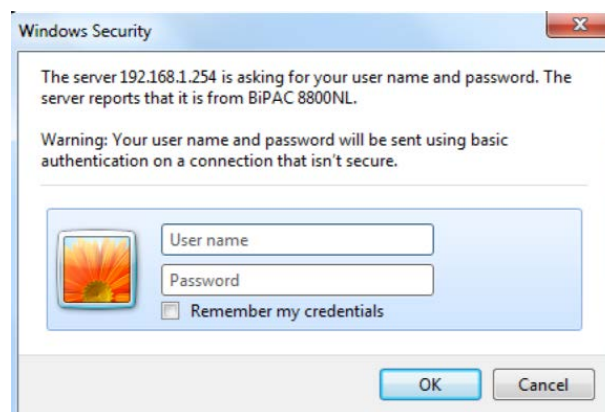 Windows Security
The server 192.168.1.254 is asking for your user name and password. The
server reports that it is from BiPAC 8800NL.
Warning: Your user name and password will be sent using basic
authentication on a connection that isn't secure.
User name
Password
Remember my credentials
OK
Cancel